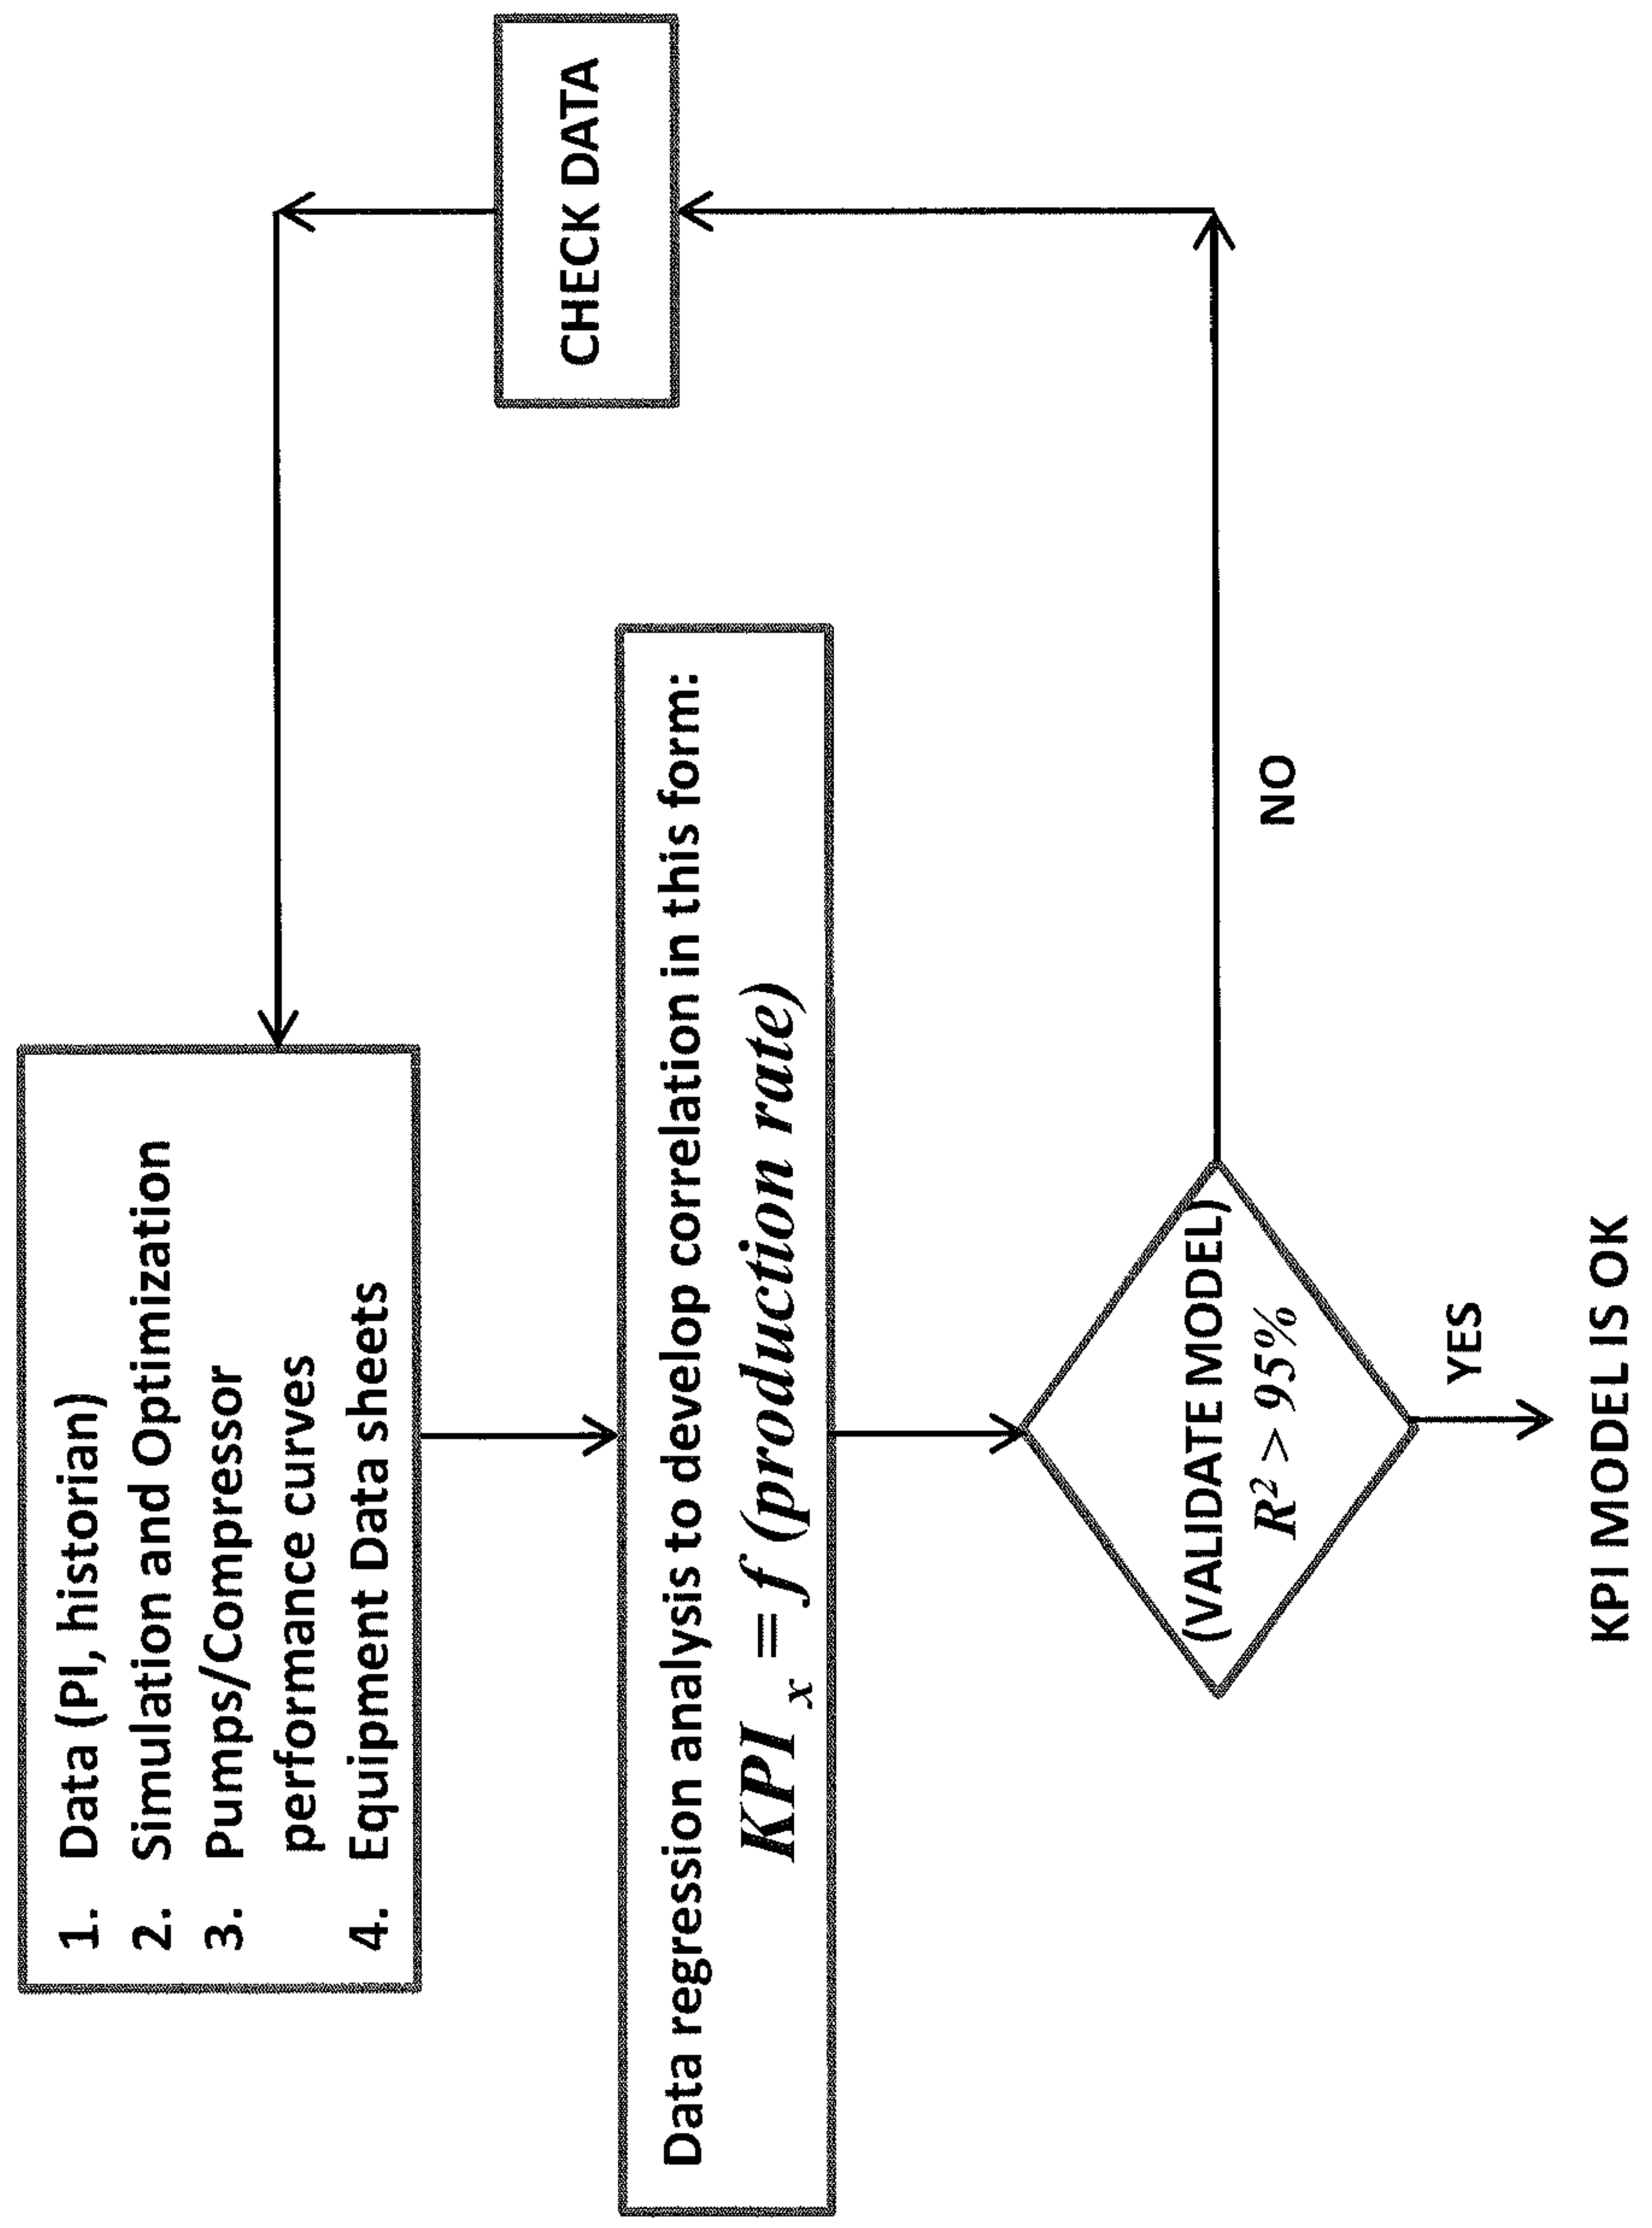 1. Data (PI, historian)
2. Simulation and Optimization
3. Pumps/Compressor
performance curves
4. Equipment Data sheets
Data regression analysis to develop correlation in this form:
KPI x = f (production rate)
(VALIDATE MODEL)
R² > 95%
YES
KPI MODEL IS OK
NO
CHECK DATA